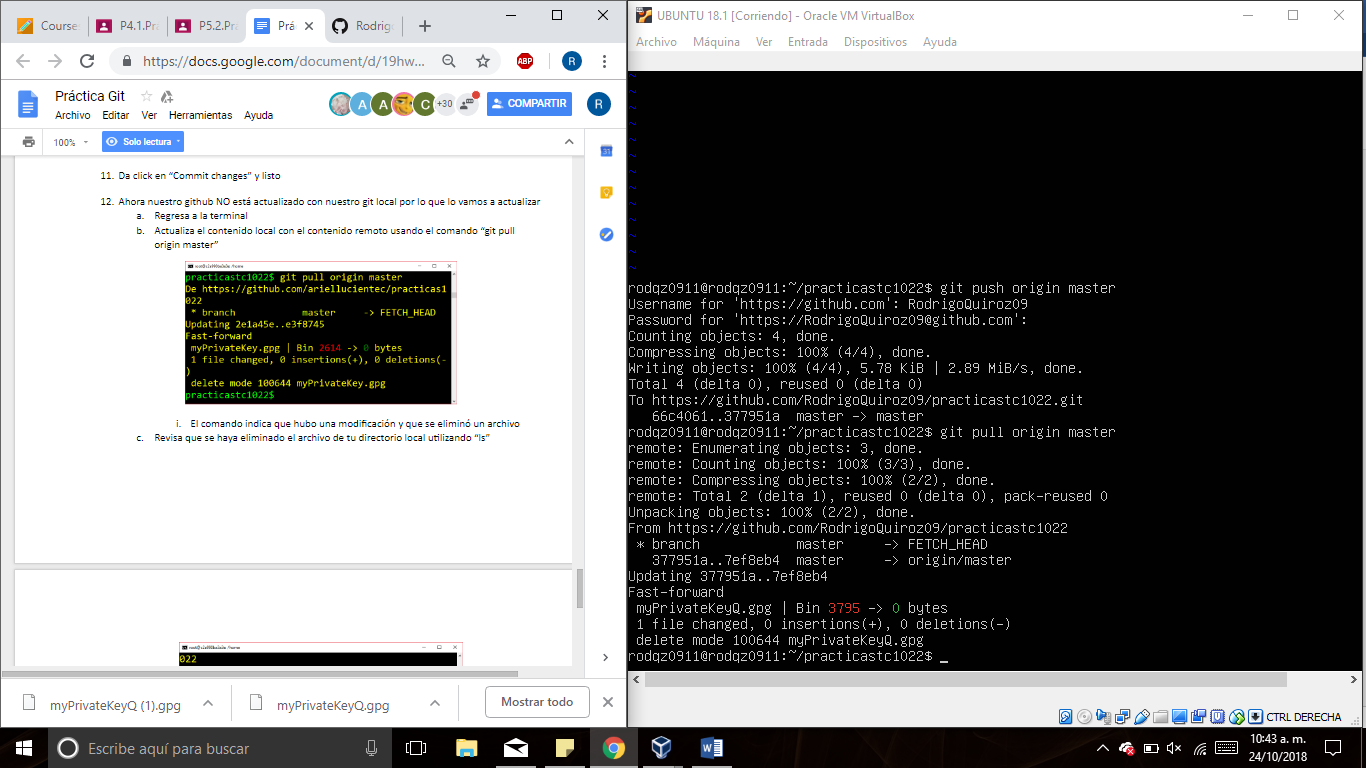 Course
P4.1.Pr
P5.2.Pr
Prá
Rodrig
https://docs.google.com/document/d/19hw...
ABP
R
Práctica Git
Archivo Editar Ver Herramientas Ayuda
A A C +30
COMPARTIR
R
100%
Solo lectura
31
11. Da click en “Commit changes” y listo
12. Ahora nuestro github NO está actualizado con nuestro git local por lo que lo vamos a actualizar
a. Regresa a la terminal
b. Actualiza el contenido local con el contenido remoto usando el comando “git pull
origin master”
practicastc1022$ git pull origin master
De https://github.com/ariellucientec/practicas1
022
* branch master -> FETCH_HEAD
Updating 2e1a45e..e3f8745
Fast-forward
myPrivateKey.gpg | Bin 2614 -> 0 bytes
1 file changed, 0 insertions(+), 0 deletions(-
)
delete mode 100644 myPrivateKey.gpg
practicastc1022$
i. El comando indica que hubo una modificación y que se eliminó un archivo
c. Revisa que se haya eliminado el archivo de tu directorio local utilizando “ls”
022
myPrivateKeyQ (1).gpg
myPrivateKeyQ.gpg
Mostrar todo
UBUNTU 18.1 [Corriendo] - Oracle VM VirtualBox
Archivo Máquina Ver Entrada Dispositivos Ayuda
~
~
~
~
~
~
~
~
~
~
~
~
~
rodqz0911@rodqz0911:~/practicastc1022$ git push origin master
Username for 'https://github.com': RodrigoQuiroz09
Password for 'https://RodrigoQuiroz09@github.com':
Counting objects: 4, done.
Compressing objects: 100% (4/4), done.
Writing objects: 100% (4/4), 5.78 KiB | 2.89 MiB/s, done.
Total 4 (delta 0), reused 0 (delta 0)
To https://github.com/RodrigoQuiroz09/practicastc1022.git
66c4061..377951a master -> master
rodqz0911@rodqz0911:~/practicastc1022$ git pull origin master
remote: Enumerating objects: 3, done.
remote: Counting objects: 100% (3/3), done.
remote: Compressing objects: 100% (2/2), done.
remote: Total 2 (delta 1), reused 0 (delta 0), pack-reused 0
Unpacking objects: 100% (2/2), done.
From https://github.com/RodrigoQuiroz09/practicastc1022
* branch master -> FETCH_HEAD
377951a..7ef8eb4 master -> origin/master
Updating 377951a..7ef8eb4
Fast-forward
myPrivateKeyQ.gpg | Bin 3795 -> 0 bytes
1 file changed, 0 insertions(+), 0 deletions(-)
delete mode 100644 myPrivateKeyQ.gpg
rodqz0911@rodqz0911:~/practicastc1022$ _
CTRL DERECHA
Escribe aquí para buscar
10:43 a. m.
24/10/2018